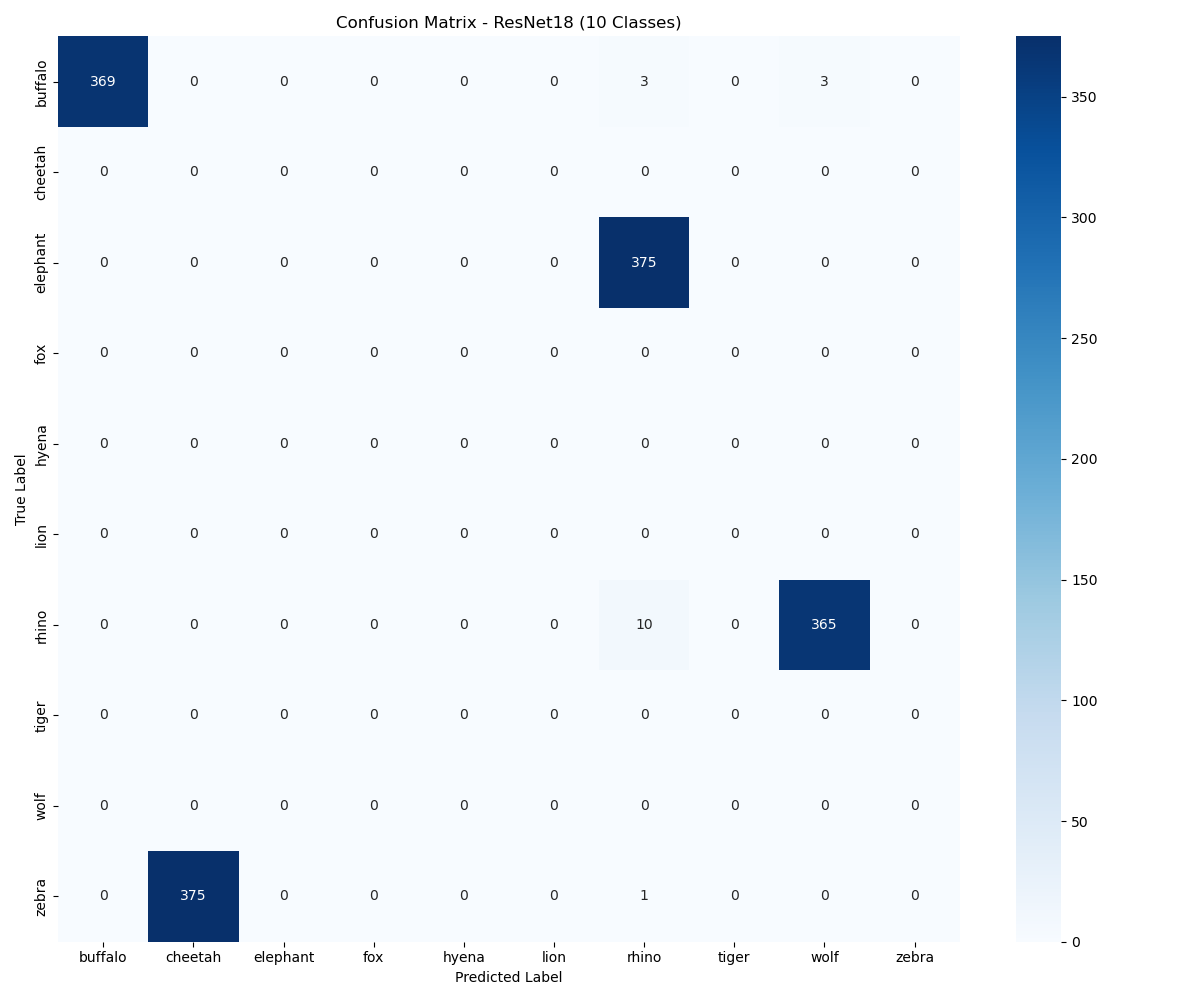 Confusion Matrix - ResNet18 (10 Classes)
buffalo 369 0 0 0 0 0 3 0 3 0
cheetah 0 0 0 0 0 0 0 0 0 0
elephant 0 0 0 0 0 0 375 0 0 0
fox 0 0 0 0 0 0 0 0 0 0
hyena 0 0 0 0 0 0 0 0 0 0
lion 0 0 0 0 0 0 0 0 0 0
rhino 0 0 0 0 0 0 10 0 365 0
tiger 0 0 0 0 0 0 0 0 0 0
wolf 0 0 0 0 0 0 0 0 0 0
zebra 0 375 0 0 0 0 1 0 0 0
True Label
buffalo cheetah elephant fox hyena lion rhino tiger wolf zebra
Predicted Label
350
300
250
200
150
100
50
0